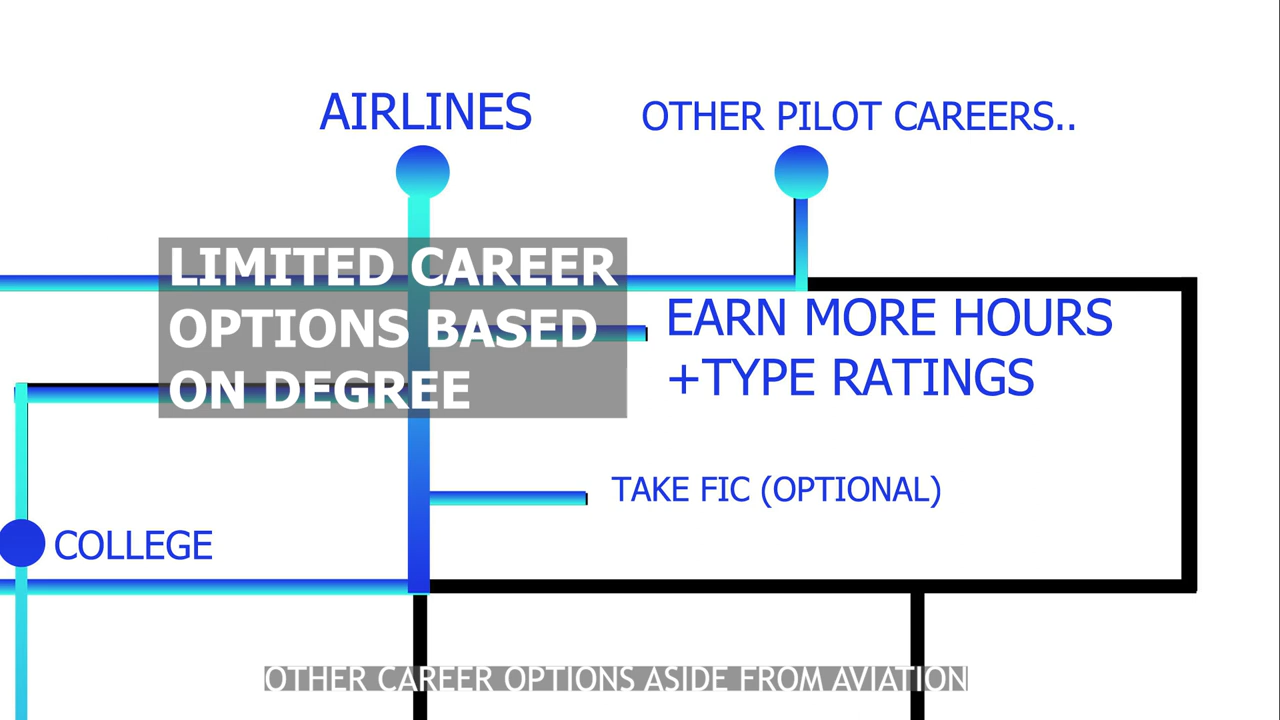 AIRLINES
OTHER PILOT CAREERS..
LIMITED CAREER
OPTIONS BASED
ON DEGREE
EARN MORE HOURS
+TYPE RATINGS
TAKE FIC (OPTIONAL)
COLLEGE
OTHER CAREER OPTIONS ASIDE FROM AVIATION